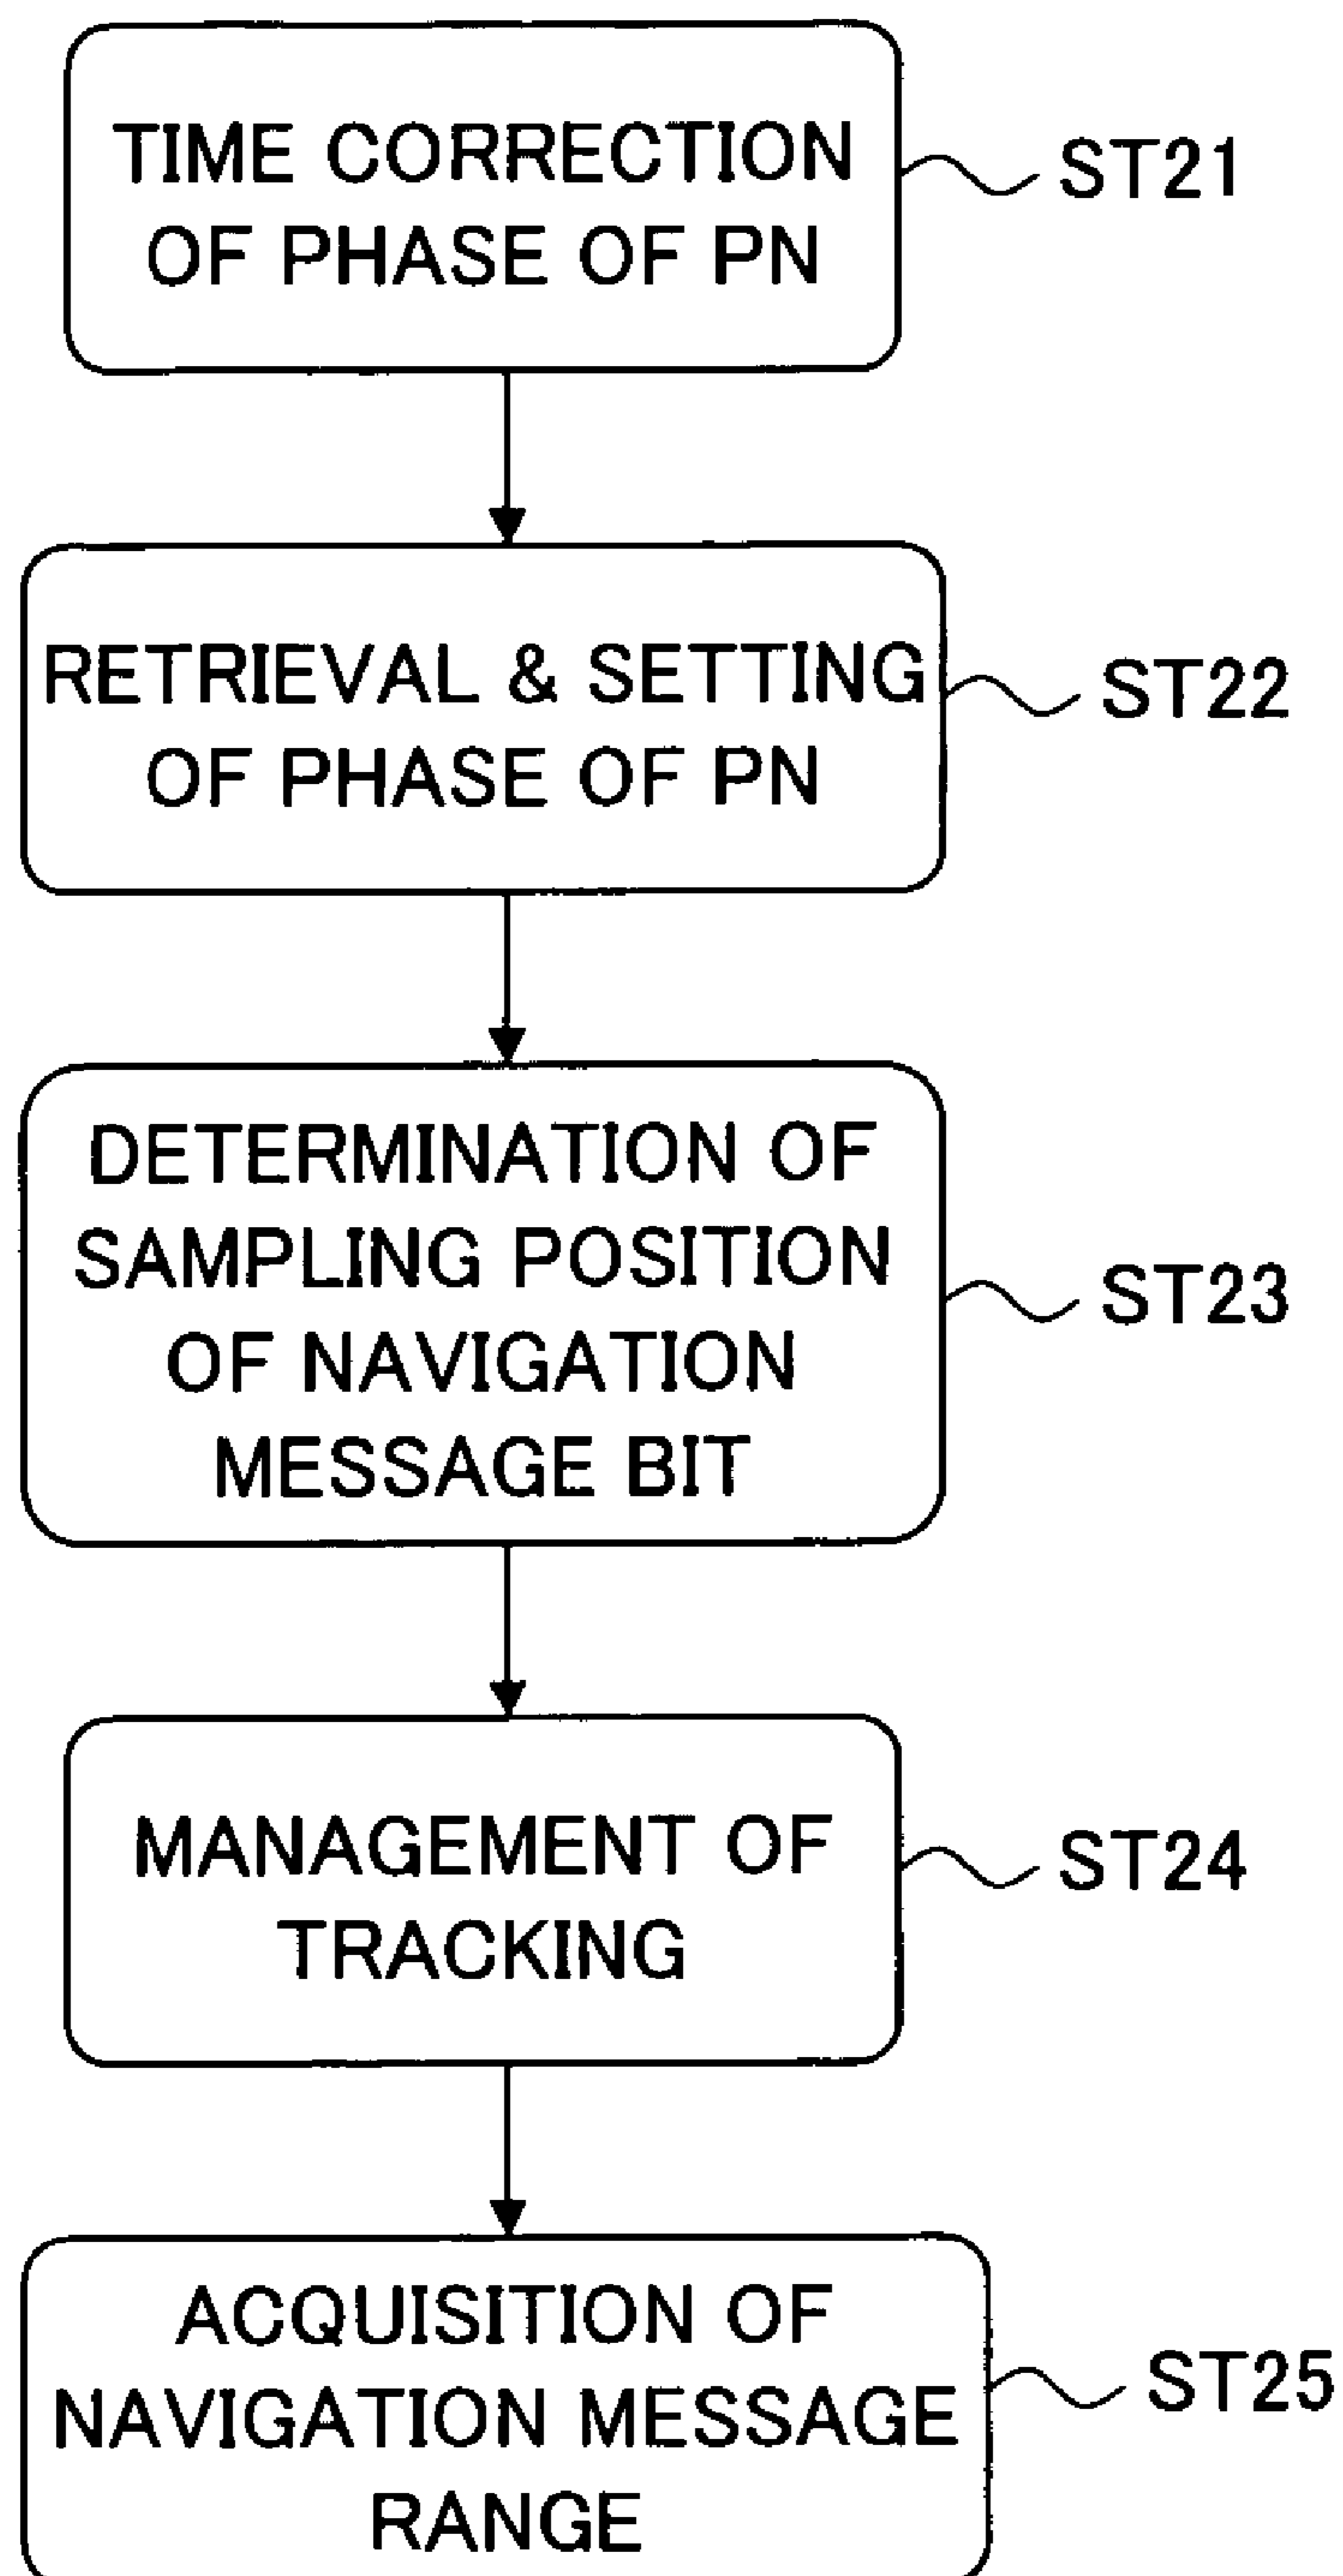 TIME CORRECTION
OF PHASE OF PN
ST21
RETRIEVAL & SETTING
OF PHASE OF PN
ST22
DETERMINATION OF
SAMPLING POSITION
OF NAVIGATION
MESSAGE BIT
ST23
MANAGEMENT OF
TRACKING
ST24
ACQUISITION OF
NAVIGATION MESSAGE
RANGE
ST25